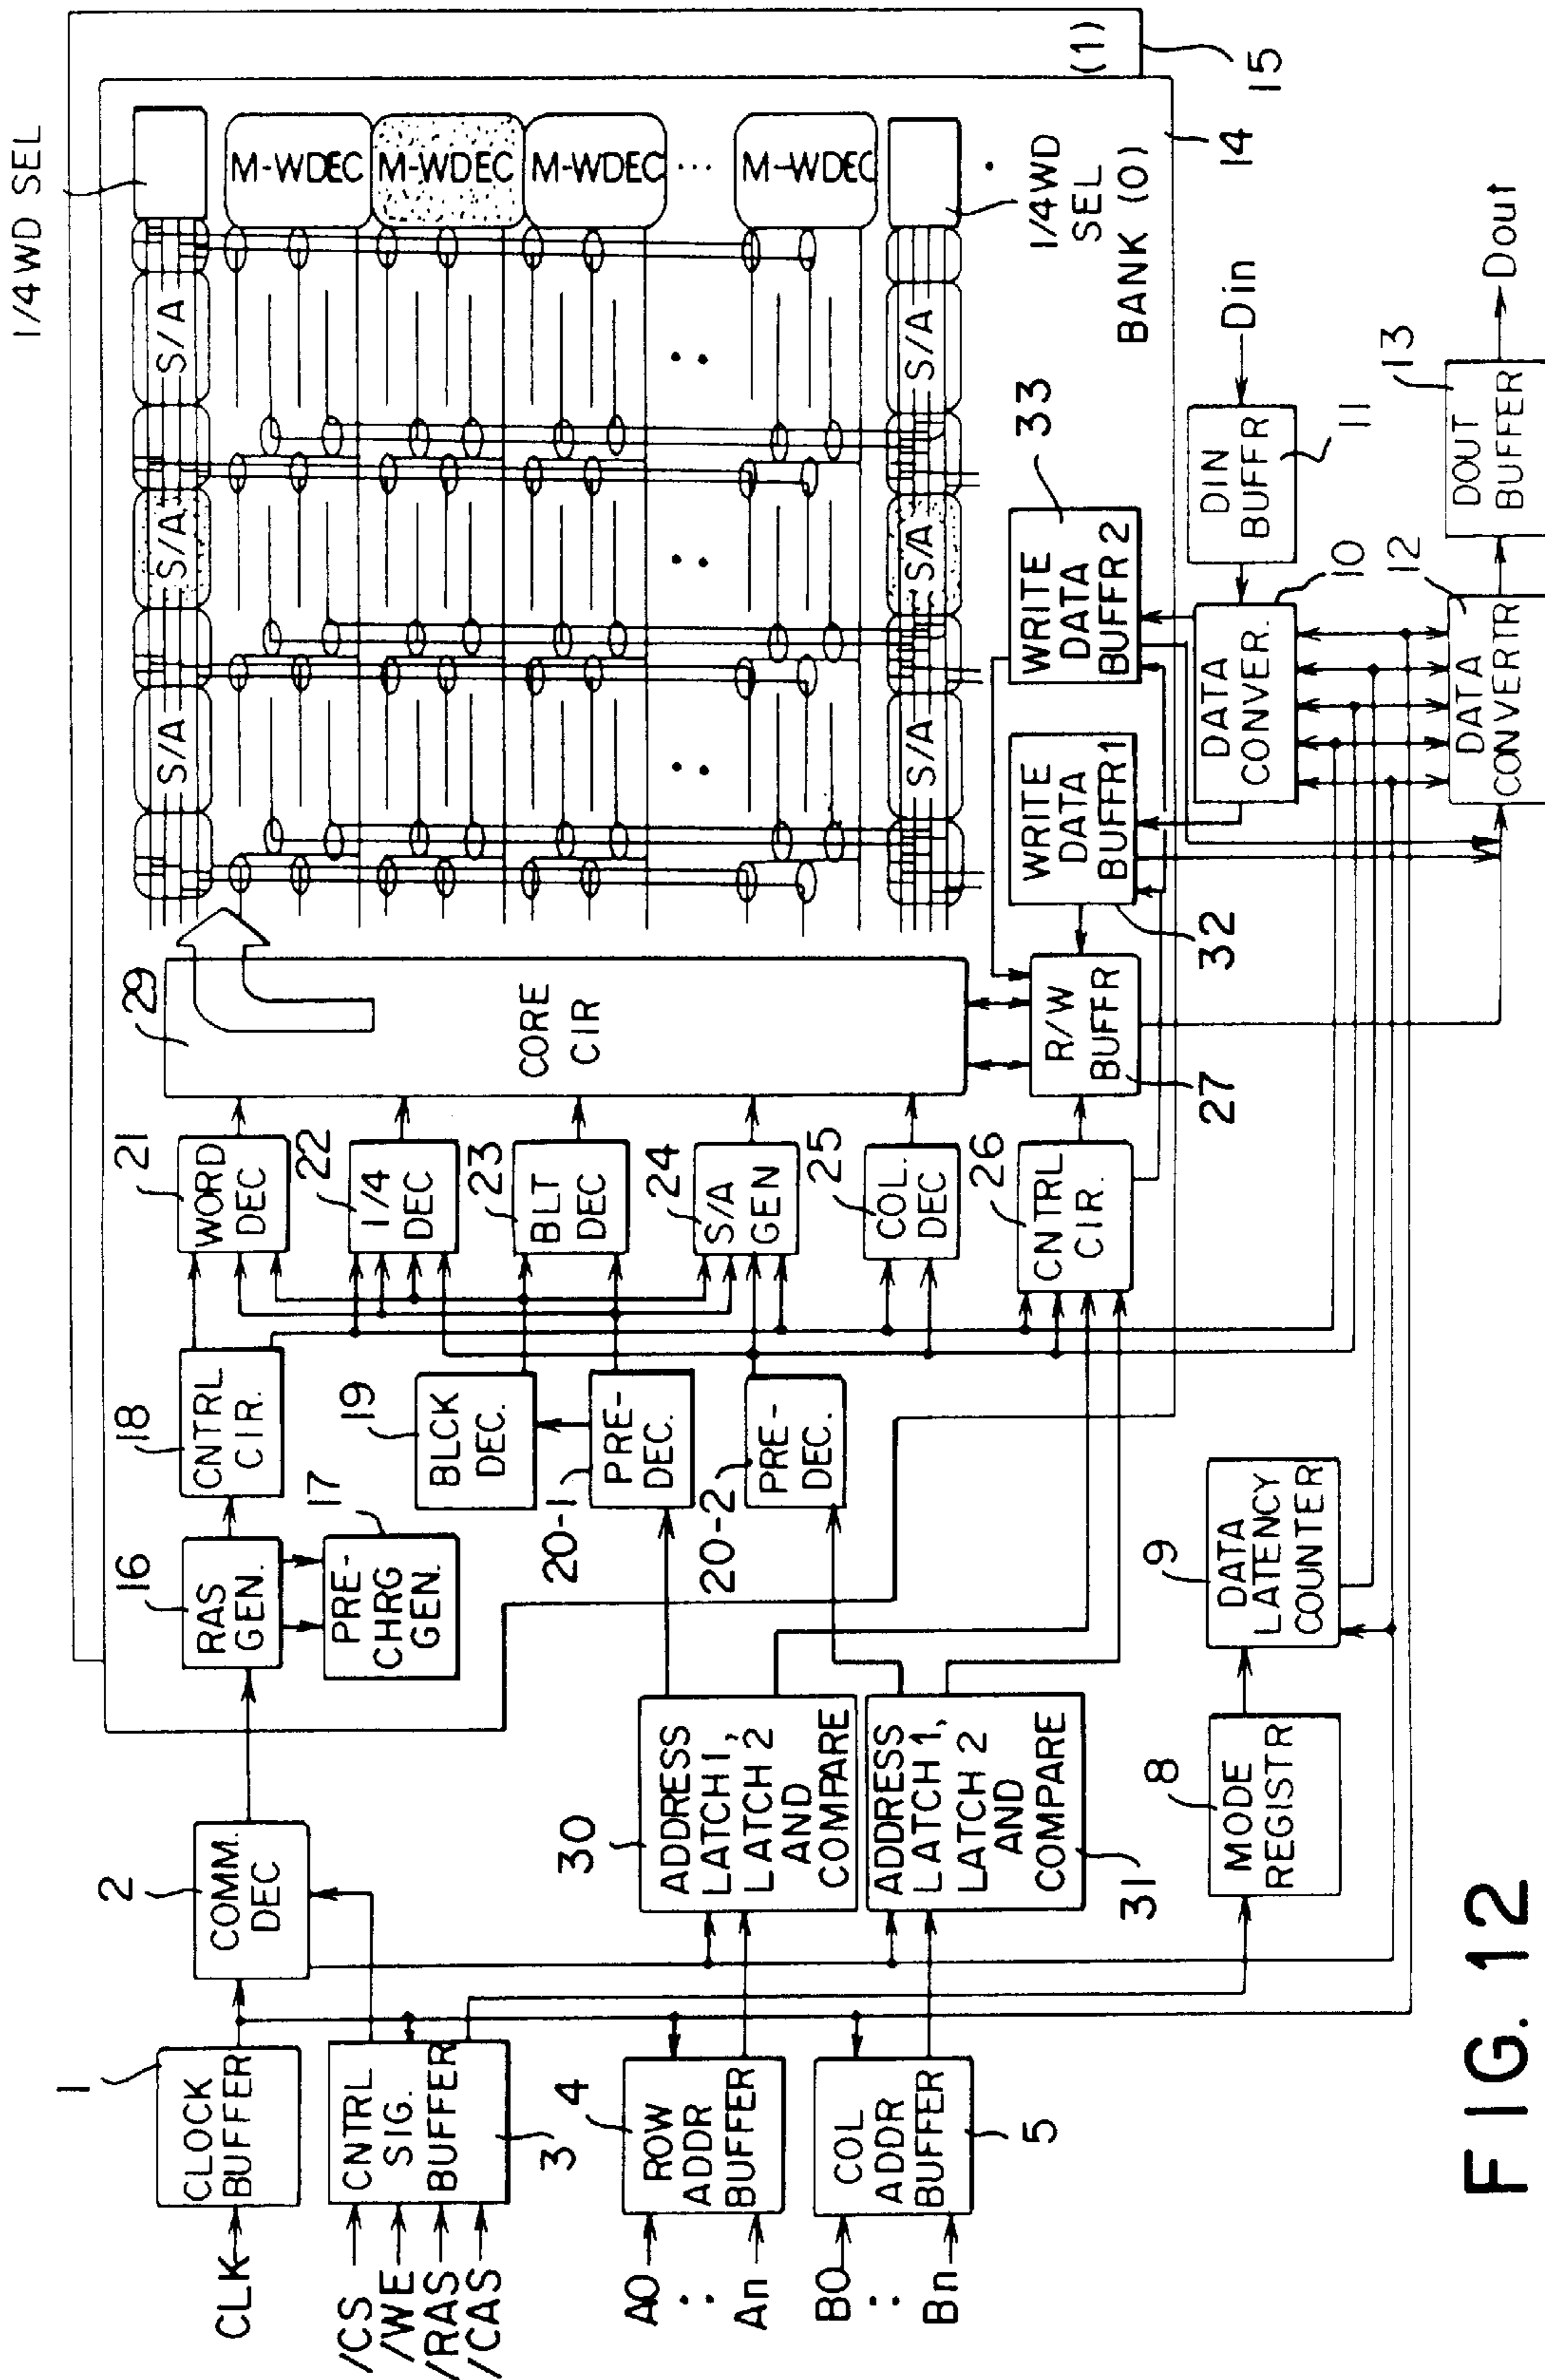 CLK
/CS
/WE
/RAS
/CAS
A0
:
An
B0
:
Bn
1
CLOCK
BUFFER
CNTRL
SIG.
BUFFER
3
4
ROW
ADDR
BUFFER
COL
ADDR
BUFFER
5
2
COMM.
DEC
30
ADDRESS
LATCH1,
LATCH 2
AND
COMPARE
ADDRESS
LATCH 1,
LATCH 2
AND
COMPARE
31
8
MODE
REGISTR
9
DATA
LATENCY
COUNTER
16
RAS
GEN.
17
PRE-
CHRG
GEN.
18
CNTRL
CIR.
19
BLCK
DEC.
20-1
PRE-
DEC.
20-2
PRE-
DEC.
21
WORD
DEC
22
1/4
DEC
23
BLT
DEC
24
S/A
GEN
25
COL.
DEC
26
CNTRL
CIR.
29
CORE
CIR
R/W
BUFFR
27
WRITE
DATA
BUFFR1
32
WRITE
DATA
BUFFR 2
33
1/4WD SEL
S/A
S/A
S/A
M-WDEC
M-WDEC
M-WDEC
...
M-WDEC
S/A
S/A
S/A
1/4WD
SEL
BANK (0)
14
(1)
15
DATA
CONVER.
10
DIN
BUFFR
11
Din
DATA
CONVERTR
12
DOUT
BUFFER
13
Dout
FIG. 12